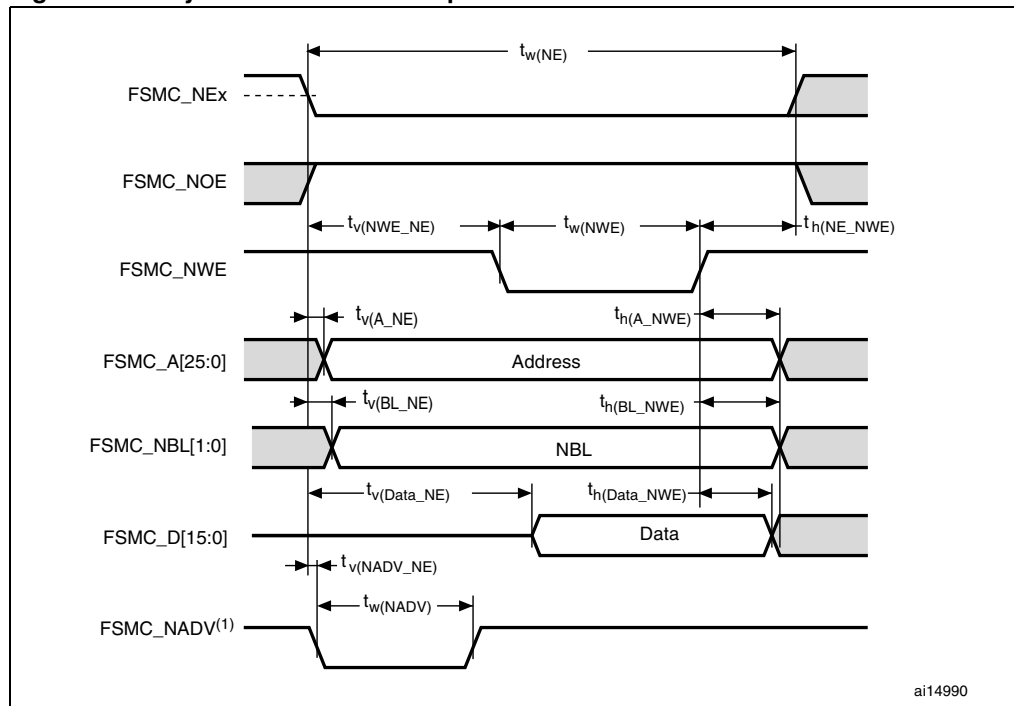 tw(NE)
FSMC_NEx
FSMC_NOE
tv(NWE_NE)
tw(NWE)
th(NE_NWE)
FSMC_NWE
tv(A_NE)
th(A_NWE)
FSMC_A[25:0]
Address
tv(BL_NE)
th(BL_NWE)
FSMC_NBL[1:0]
NBL
tv(Data_NE)
th(Data_NWE)
FSMC_D[15:0]
Data
tv(NADV_NE)
tw(NADV)
FSMC_NADV(1)
ai14990